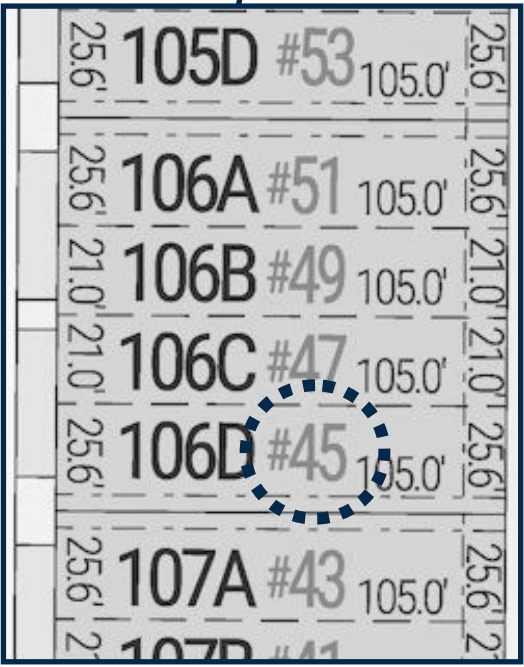 25.6' 105D #53 105.0' 25.6'
25.6' 106A #51 105.0' 25.6'
21.0' 106B #49 105.0' 21.0'
21.0' 106C #47 105.0' 21.0'
25.6' 106D #45 105.0' 25.6'
25.6' 107A #43 105.0' 25.6'
107B #41